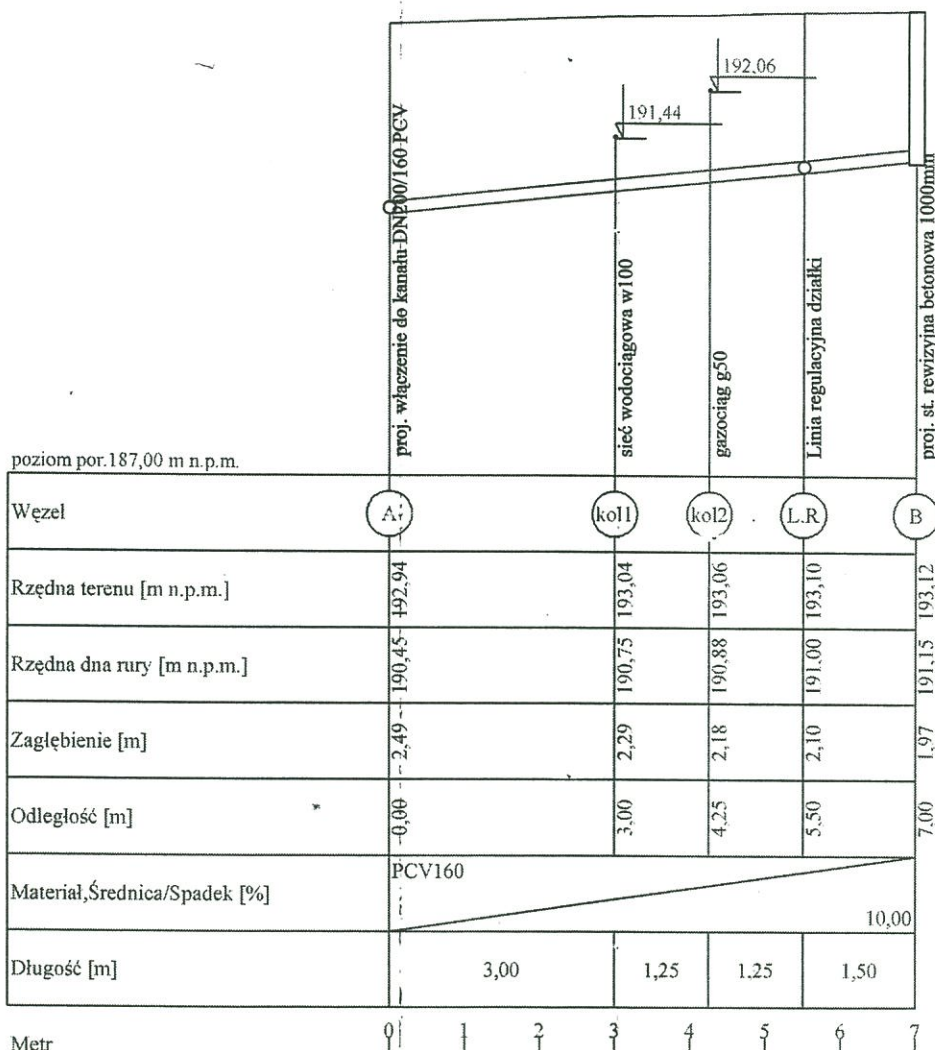 192,06
191,44
proj. włączenie do kanału DN200/160 PCV
sieć wodociągowa w100
gazociąg g50
Linia regulacyjna działki
proj. st. rewizyjna betonowa 1000mm
poziom por.187,00 m n.p.m.
Węzeł A kol1 kol2 L.R B
Rzędna terenu [m n.p.m.] 192,94 193,04 193,06 193,10 193,12
Rzędna dna rury [m n.p.m.] 190,45 190,75 190,88 191,00 191,15
Zagłębienie [m] 2,49 2,29 2,18 2,10 1,97
Odległość [m] 0,00 3,00 4,25 5,50 7,00
PCV160
Materiał,Średnica/Spadek [%]
10,00
Długość [m] 3,00 1,25 1,25 1,50
Metr 0 1 2 3 4 5 6 7